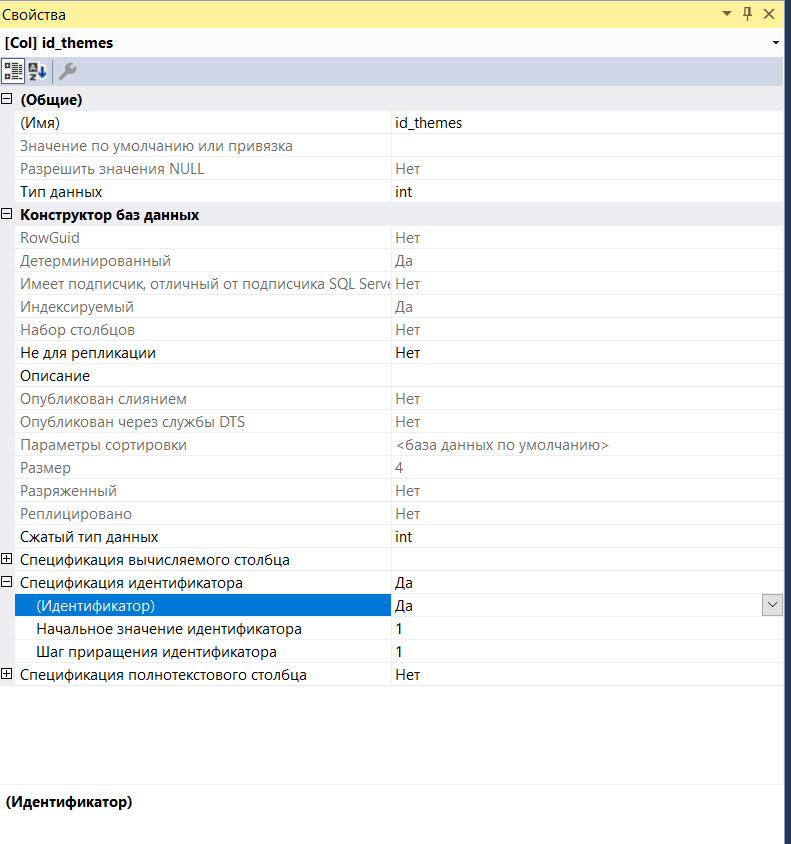 Свойства
[Col] id_themes
(Общие)
(Имя) id_themes
Значение по умолчанию или привязка
Разрешить значения NULL Нет
Тип данных int
Конструктор баз данных
RowGuid Нет
Детерминированный Да
Имеет подписчик, отличный от подписчика SQL Serve Нет
Индексируемый Да
Набор столбцов Нет
Не для репликации Нет
Описание
Опубликован слиянием Нет
Опубликован через службы DTS Нет
Параметры сортировки <база данных по умолчанию>
Размер 4
Разряженный Нет
Реплицировано Нет
Сжатый тип данных int
Спецификация вычисляемого столбца
Спецификация идентификатора Да
(Идентификатор) Да
Начальное значение идентификатора 1
Шаг приращения идентификатора 1
Спецификация полнотекстового столбца Нет
(Идентификатор)